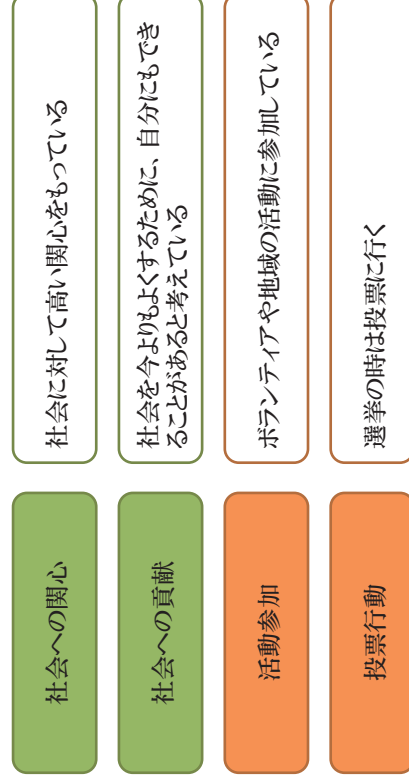 社会への関心
社会に対して高い関心をもっている
社会への貢献
社会を今よりもよくするために、自分にもでき
ることがあると考えている
活動参加
ボランティアや地域の活動に参加している
投票行動
選挙の時は投票に行く